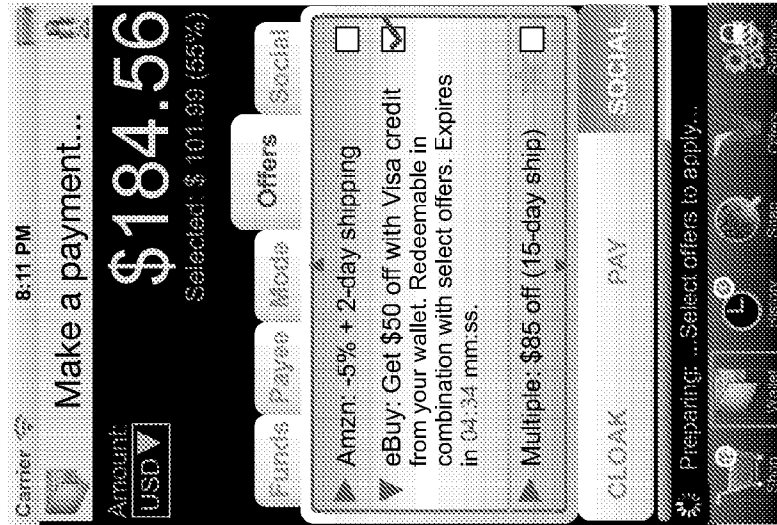 Carrier 8:11 PM
Make a payment...
Amount:
USD
$184.56
Selected: $ 101.99 (55%)
Funds Payee Mode Offers Social
Amzn: -5% + 2-day shipping
eBuy: Get $50 off with Visa credit
from your wallet. Redeemable in
combination with select offers. Expires
in 04:34 mm:ss.
Multiple: $85 off (15-day ship)
CLOAK PAY SOCIAL
Preparing: ...Select offers to apply...